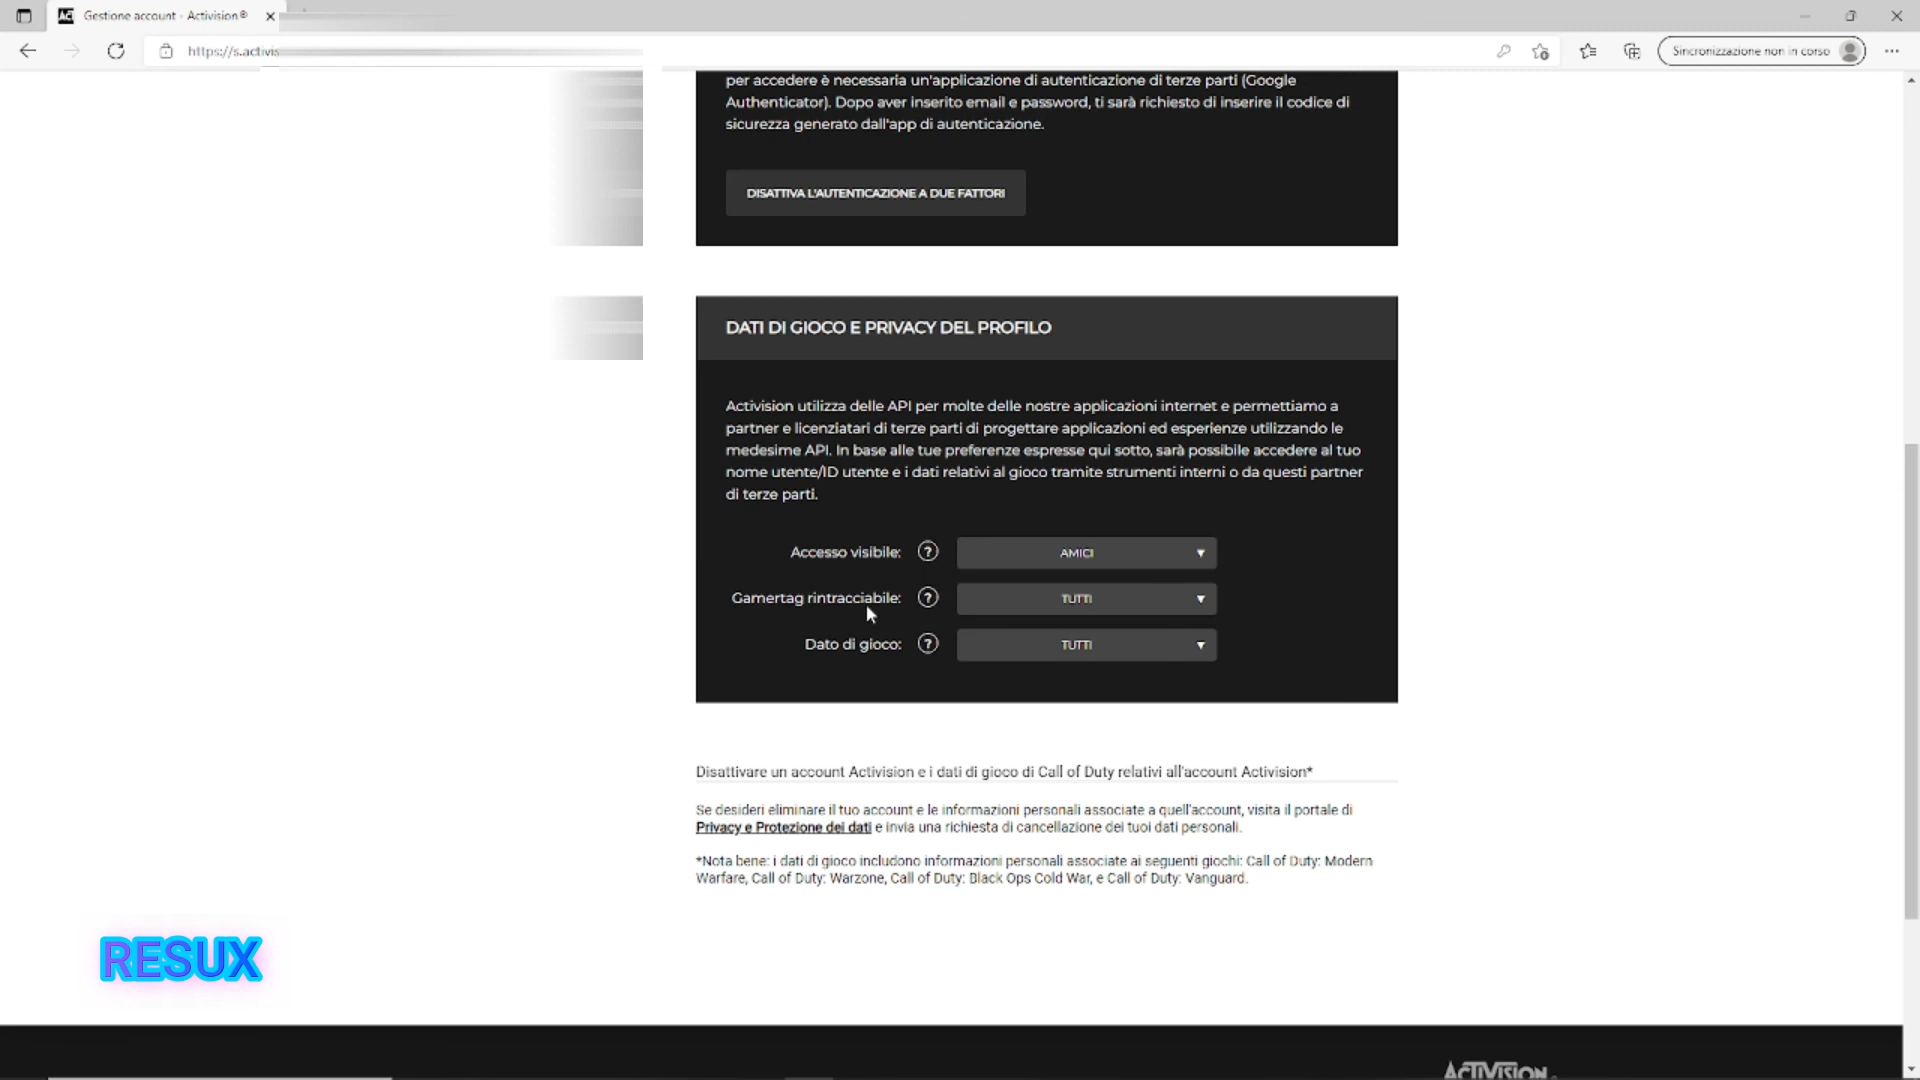 Gestione account - Activision®
https://s.activis
Sincronizzazione non in corso
per accedere è necessaria un'applicazione di autenticazione di terze parti (Google
Authenticator). Dopo aver inserito email e password, ti sarà richiesto di inserire il codice di
sicurezza generato dall'app di autenticazione.
DISATTIVA L'AUTENTICAZIONE A DUE FATTORI
DATI DI GIOCO E PRIVACY DEL PROFILO
Activision utilizza delle API per molte delle nostre applicazioni internet e permettiamo a
partner e licenziatari di terze parti di progettare applicazioni ed esperienze utilizzando le
medesime API. In base alle tue preferenze espresse qui sotto, sarà possibile accedere al tuo
nome utente/ID utente e i dati relativi al gioco tramite strumenti interni o da questi partner
di terze parti.
Accesso visibile: ? AMICI
Gamertag rintracciabile: ? TUTTI
Dato di gioco: ? TUTTI
Disattivare un account Activision e i dati di gioco di Call of Duty relativi all'account Activision*
Se desideri eliminare il tuo account e le informazioni personali associate a quell'account, visita il portale di
Privacy e Protezione dei dati e invia una richiesta di cancellazione dei tuoi dati personali.
*Nota bene: i dati di gioco includono informazioni personali associate ai seguenti giochi: Call of Duty: Modern
Warfare, Call of Duty: Warzone, Call of Duty: Black Ops Cold War, e Call of Duty: Vanguard.
RESUX
ACTIVISION